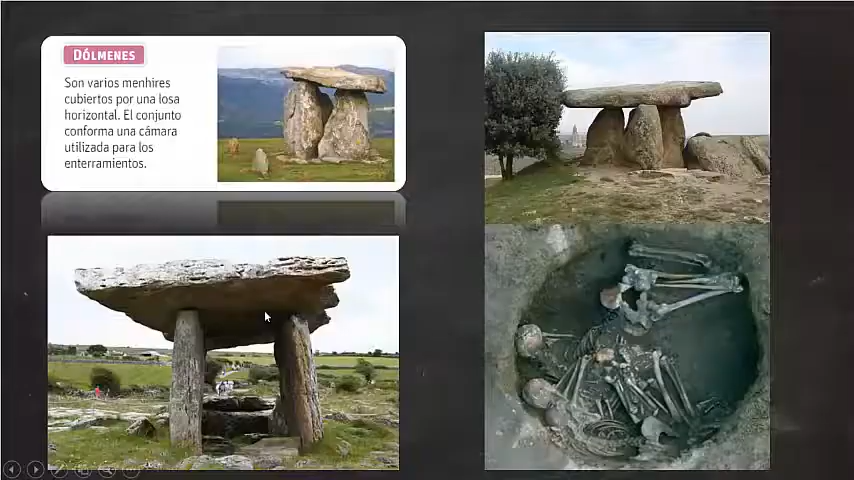 DÓLMENES
Son varios menhires
cubiertos por una losa
horizontal. El conjunto
conforma una cámara
utilizada para los
enterramientos.